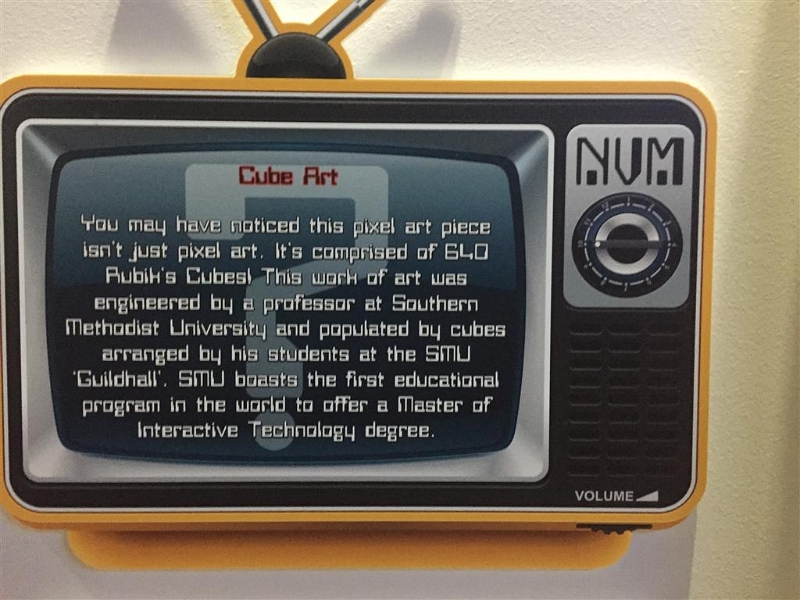 Cube Art
NVM
You may have noticed this pixel art piece
isn't just pixel art. It's comprised of 640
Rubik's Cubes! This work of art was
engineered by a professor at Southern
Methodist University and populated by cubes
arranged by his students at the SMU
'Guildhall'. SMU boasts the first educational
program in the world to offer a Master of
Interactive Technology degree.
VOLUME